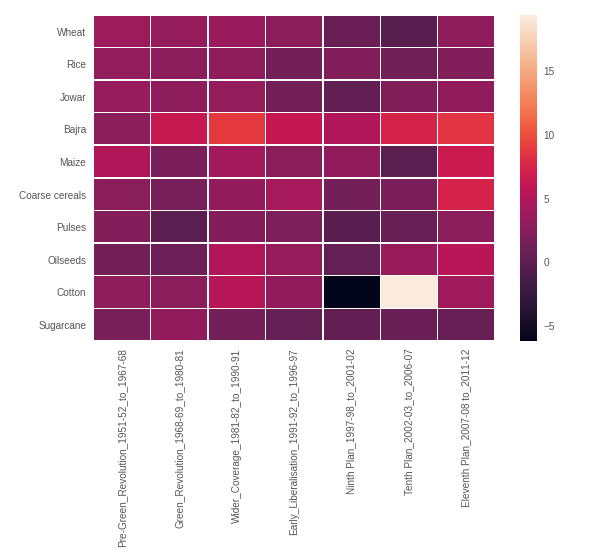 Wheat
Rice
Jowar
Bajra
Maize
Coarse cereals
Pulses
Oilseeds
Cotton
Sugarcane
Pre-Green_Revolution_1951-52_to_1967-68
Green_Revolution_1968-69_to_1980-81
Wider_Coverage_1981-82_to_1990-91
Early_Liberalisation_1991-92_to_1996-97
Ninth Plan_1997-98_to_2001-02
Tenth Plan_2002-03_to_2006-07
Eleventh Plan_2007-08 to_2011-12
15
10
5
0
−5